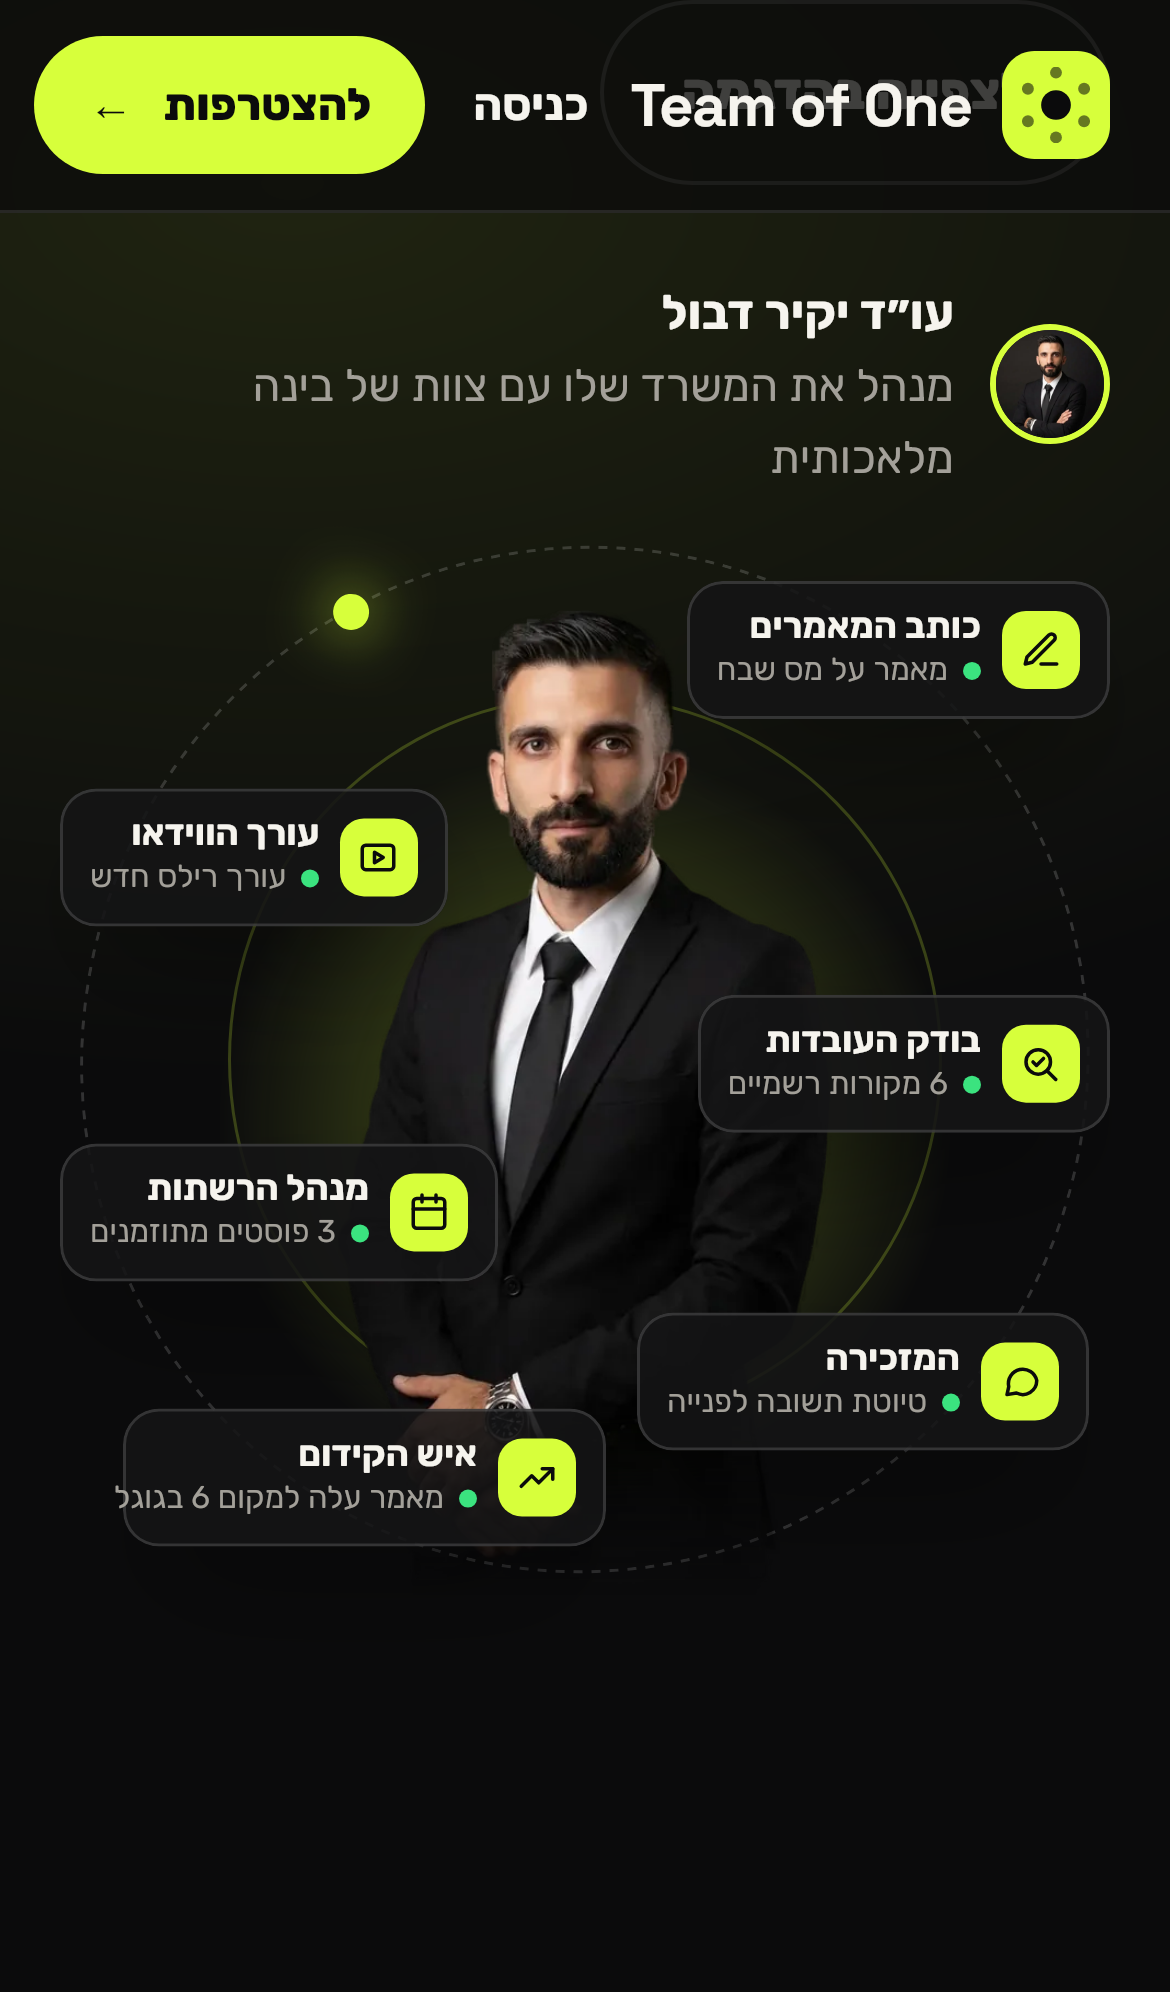 צפייה בהדגמה
Team of One
כניסה
להצטרפות ←
עו״ד יקיר דבול
מנהל את המשרד שלו עם צוות של בינה
מלאכותית
כותב המאמרים
מאמר על מס שבח
עורך הווידאו
עורך רילס חדש
בודק העובדות
6 מקורות רשמיים
מנהל הרשתות
3 פוסטים מתוזמנים
המזכירה
טיוטת תשובה לפנייה
איש הקידום
מאמר עלה למקום 6 בגוגל